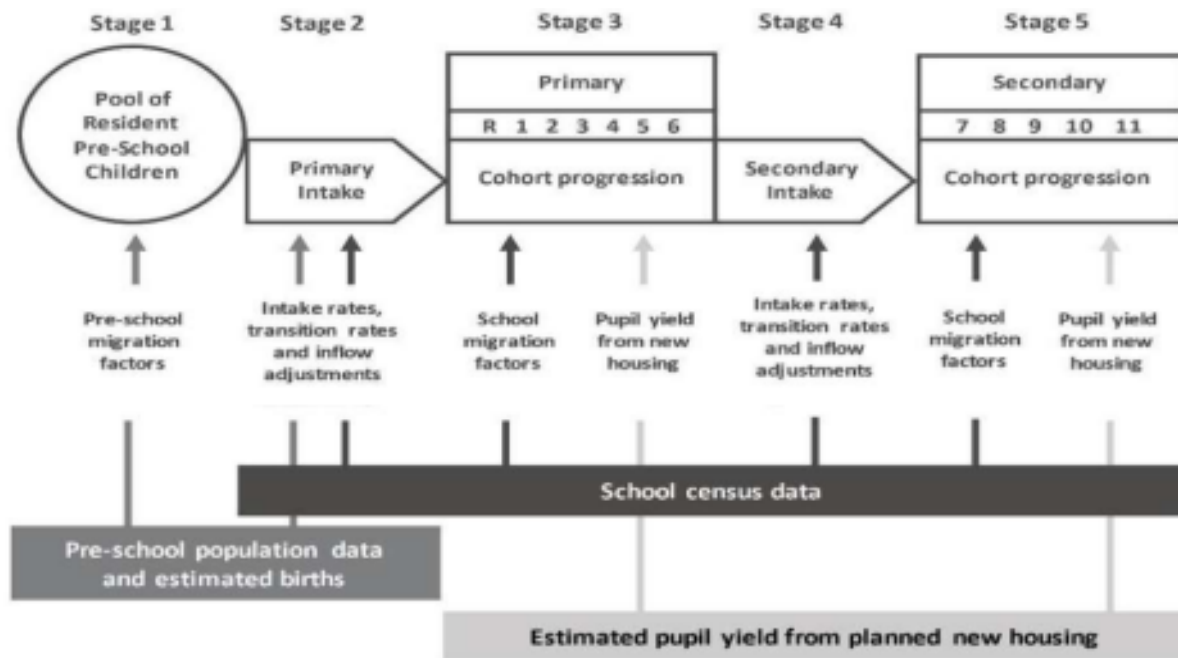 Stage 1
Stage 2
Stage 3
Stage 4
Stage 5
Pool of
Resident
Pre-School
Children
Primary
Intake
Primary
R 1 2 3 4 5 6
Cohort progression
Secondary
Intake
Secondary
7 8 9 10 11
Cohort progression
Pre-school
migration
factors
Intake rates,
transition rates
and inflow
adjustments
School
migration
factors
Pupil yield
from new
housing
Intake rates,
transition rates
and inflow
adjustments
School
migration
factors
Pupil yield
from new
housing
School census data
Pre-school population data
and estimated births
Estimated pupil yield from planned new housing